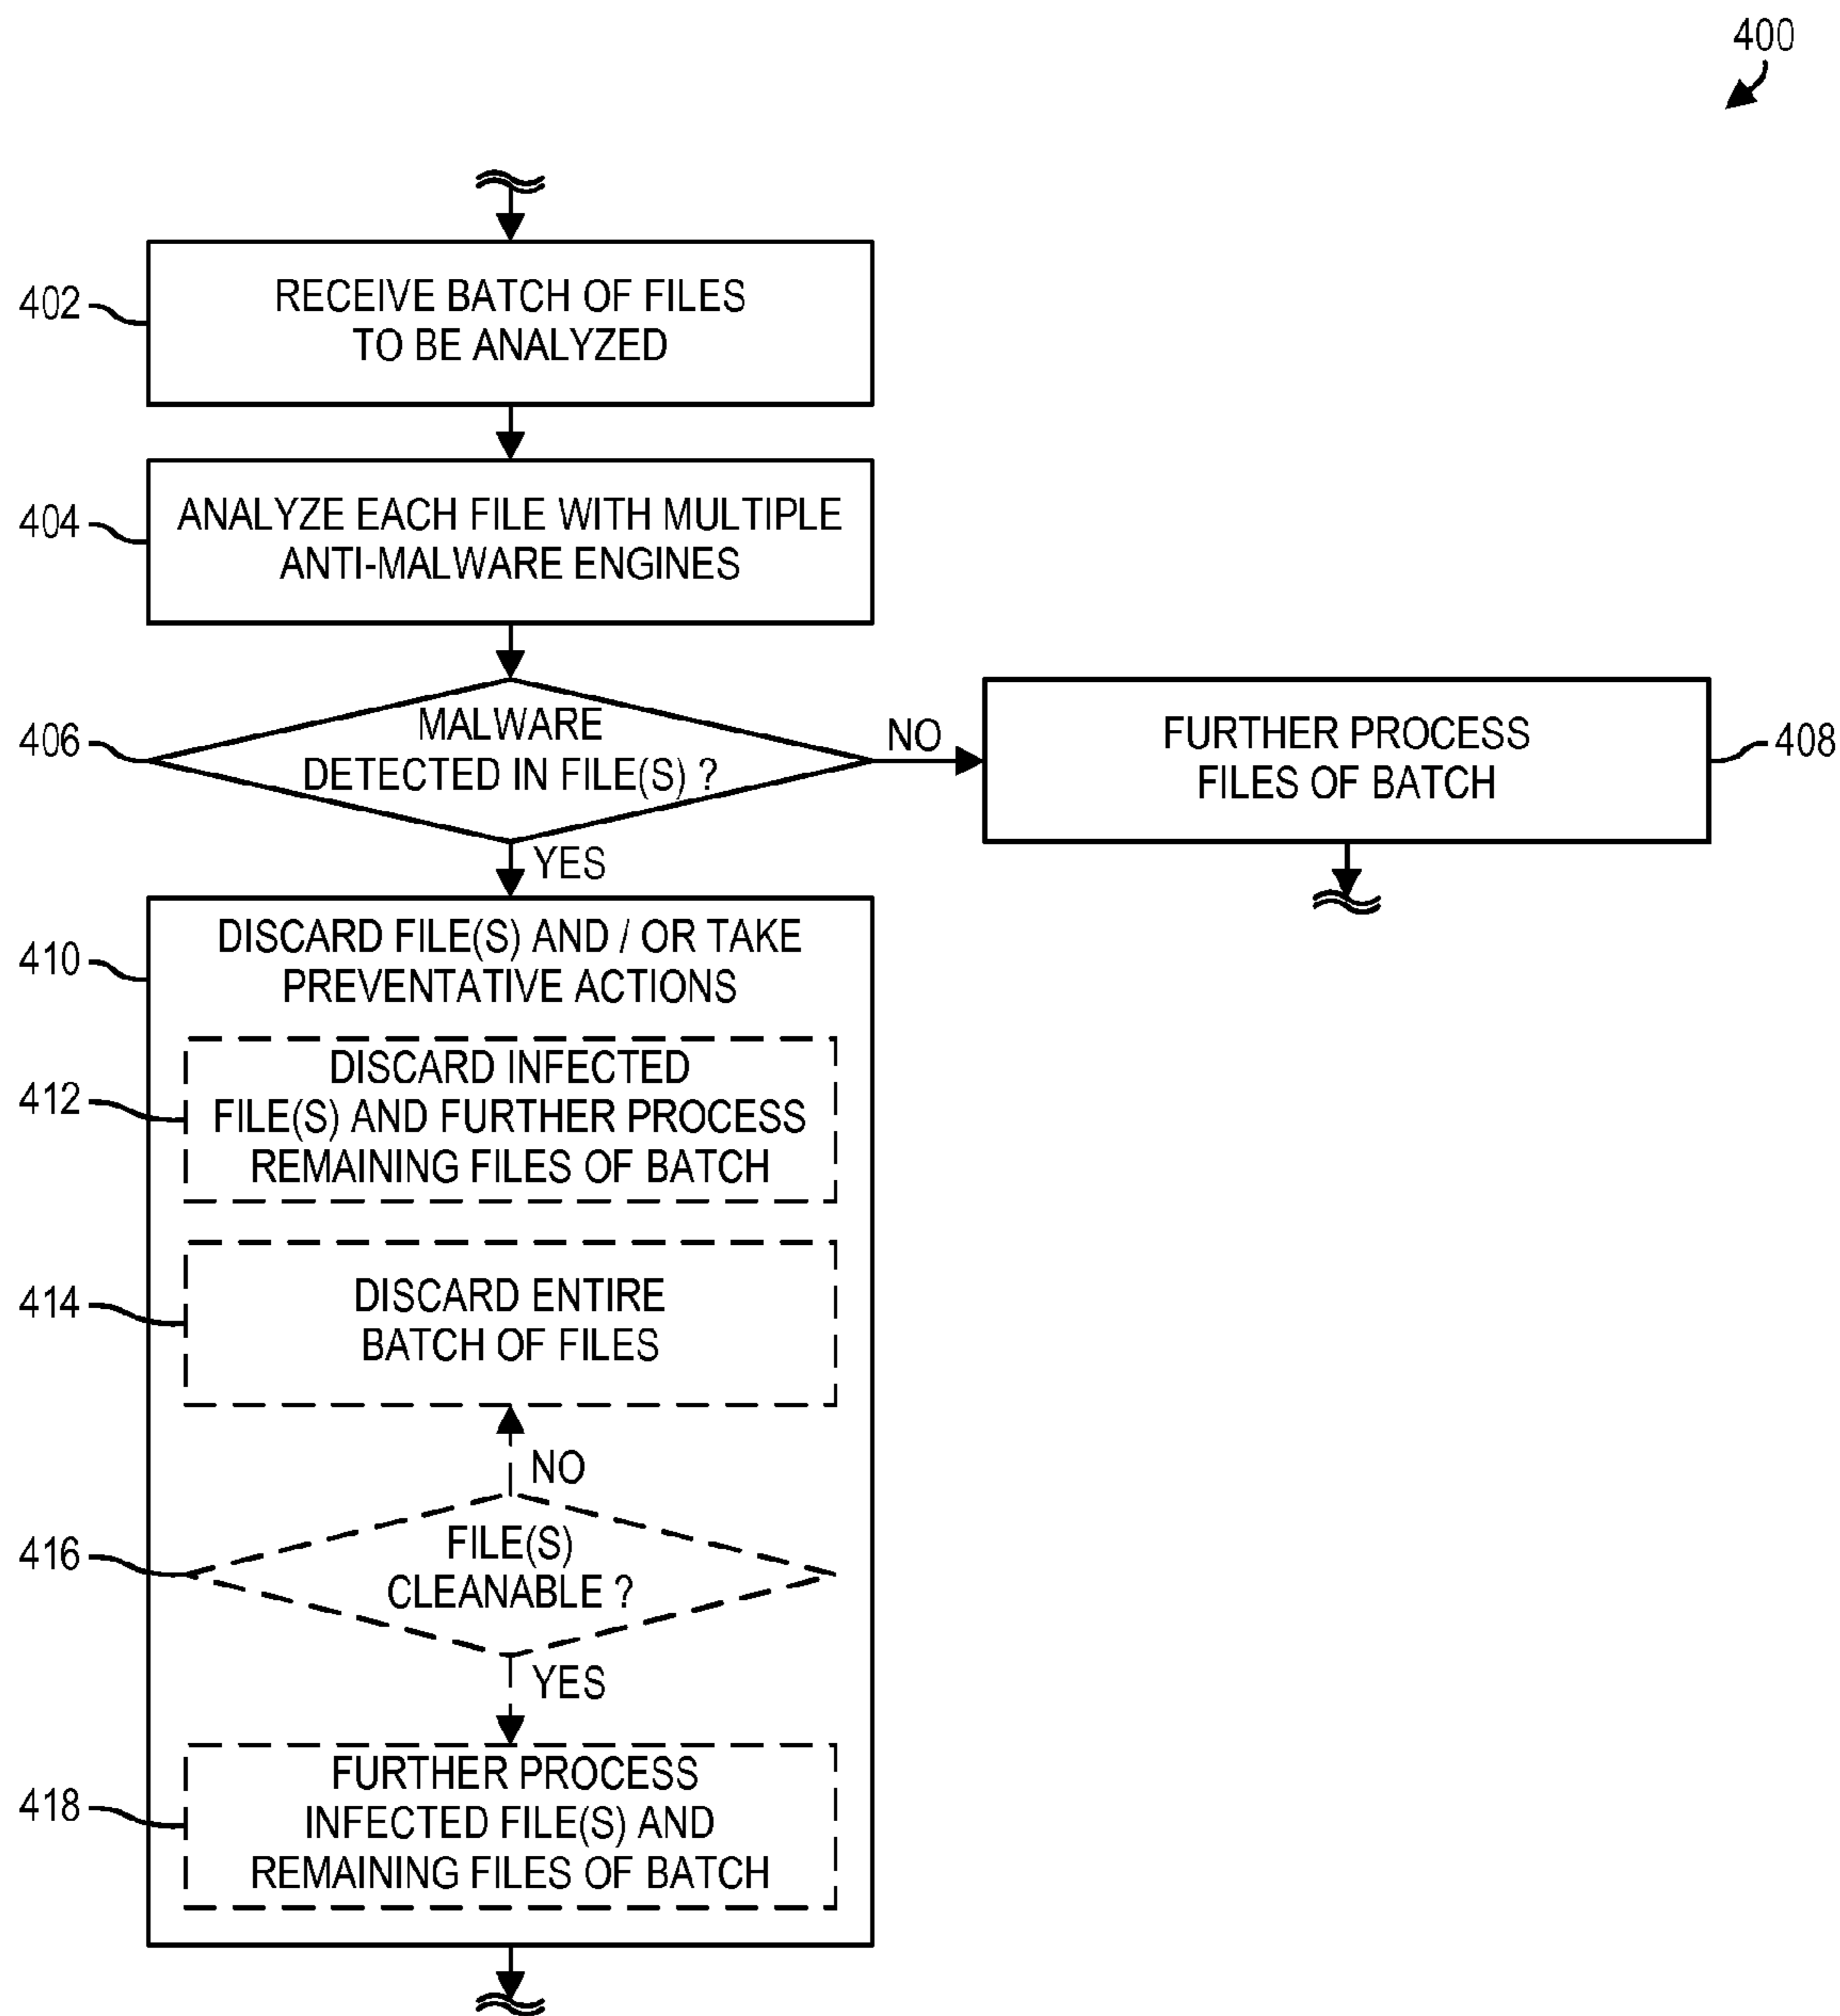 400
402
RECEIVE BATCH OF FILES
TO BE ANALYZED
404
ANALYZE EACH FILE WITH MULTIPLE
ANTI-MALWARE ENGINES
406
MALWARE
DETECTED IN FILE(S) ?
NO
FURTHER PROCESS
FILES OF BATCH
408
YES
410
DISCARD FILE(S) AND / OR TAKE
PREVENTATIVE ACTIONS
412
DISCARD INFECTED
FILE(S) AND FURTHER PROCESS
REMAINING FILES OF BATCH
414
DISCARD ENTIRE
BATCH OF FILES
NO
416
FILE(S)
CLEANABLE ?
YES
418
FURTHER PROCESS
INFECTED FILE(S) AND
REMAINING FILES OF BATCH